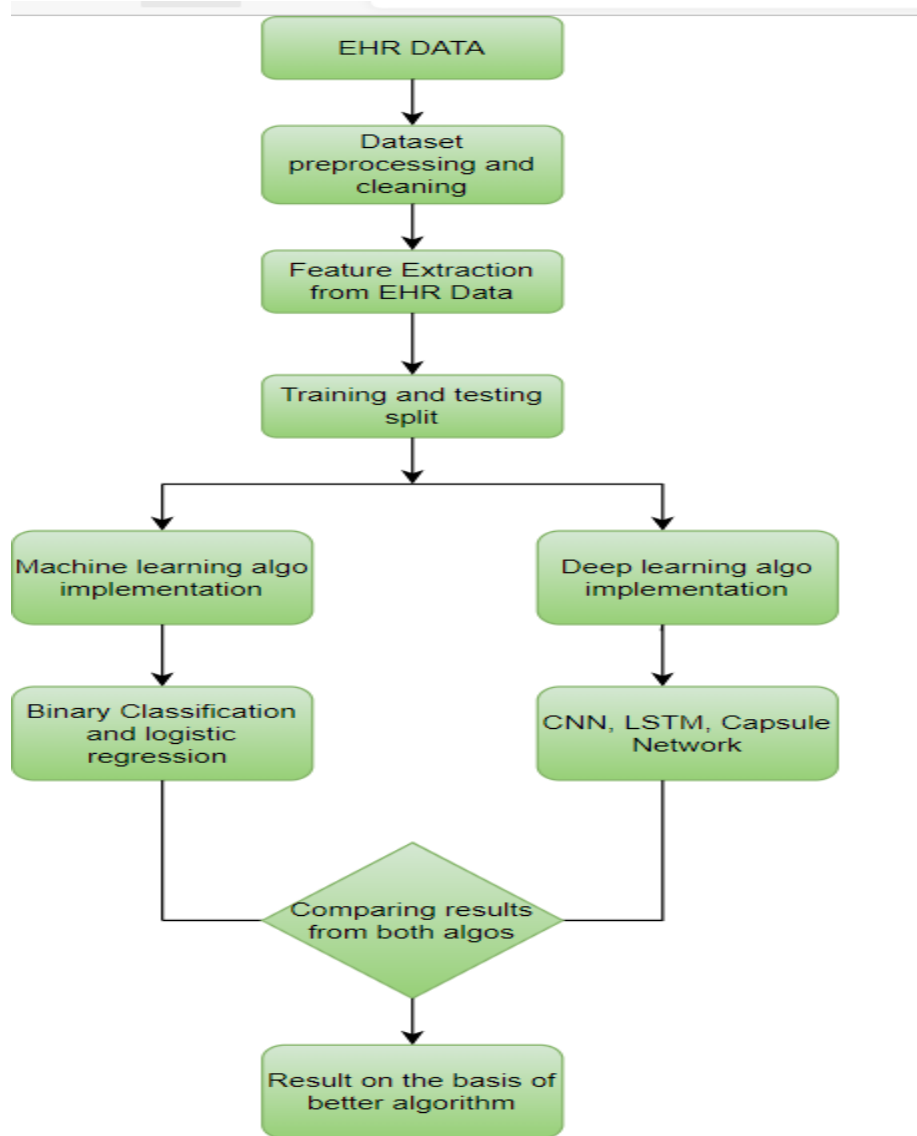 EHR DATA
Dataset
preprocessing and
cleaning
Feature Extraction
from EHR Data
Training and testing
split
Machine learning algo
implementation
Deep learning algo
implementation
Binary Classification
and logistic
regression
CNN, LSTM, Capsule
Network
Comparing results
from both algos
Result on the basis of
better algorithm